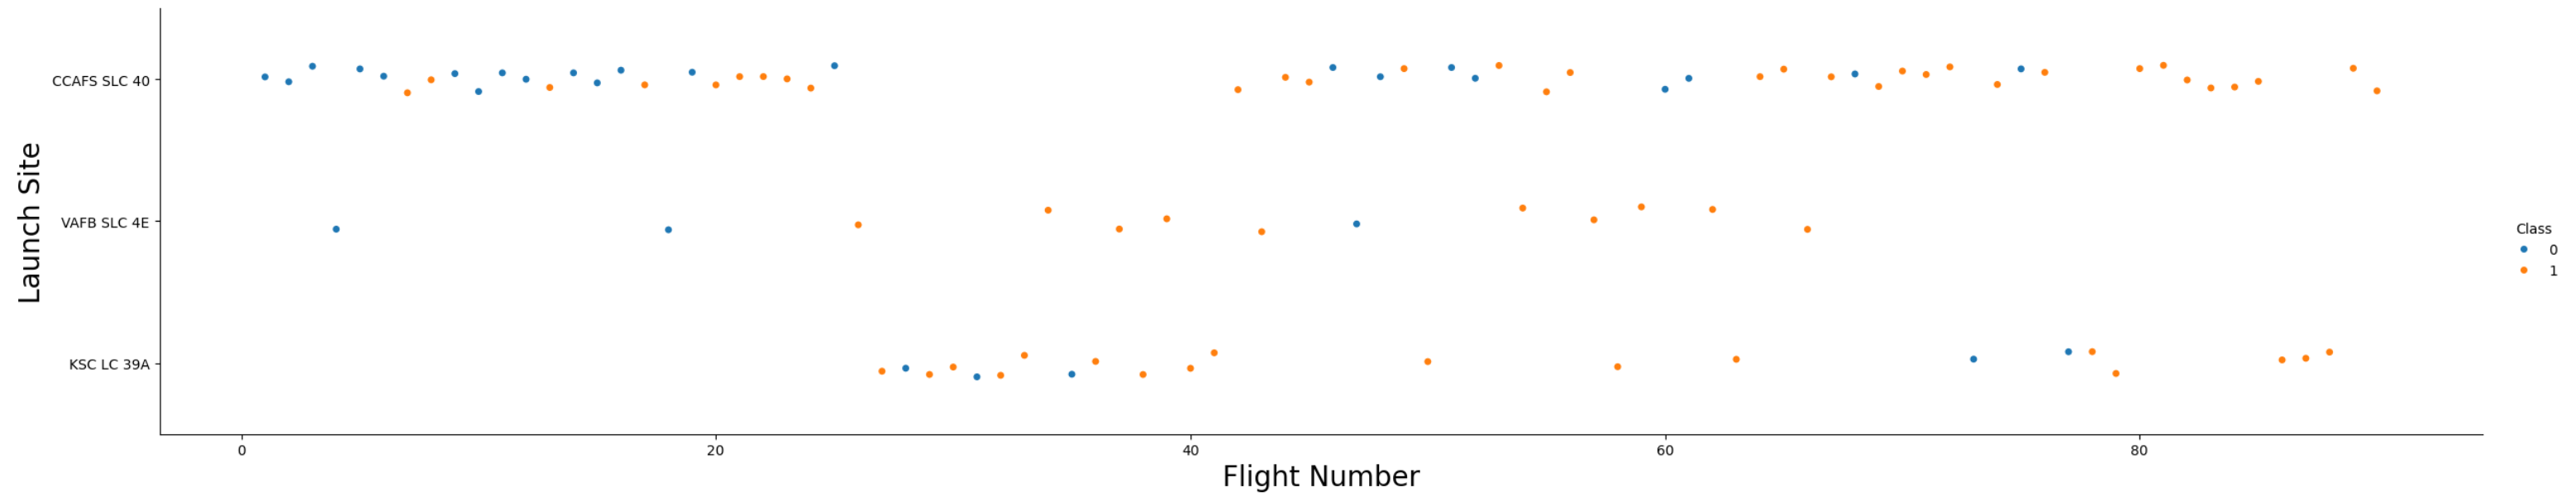 Launch Site
CCAFS SLC 40
VAFB SLC 4E
KSC LC 39A
0 20 40 60 80
Flight Number
Class
0
1